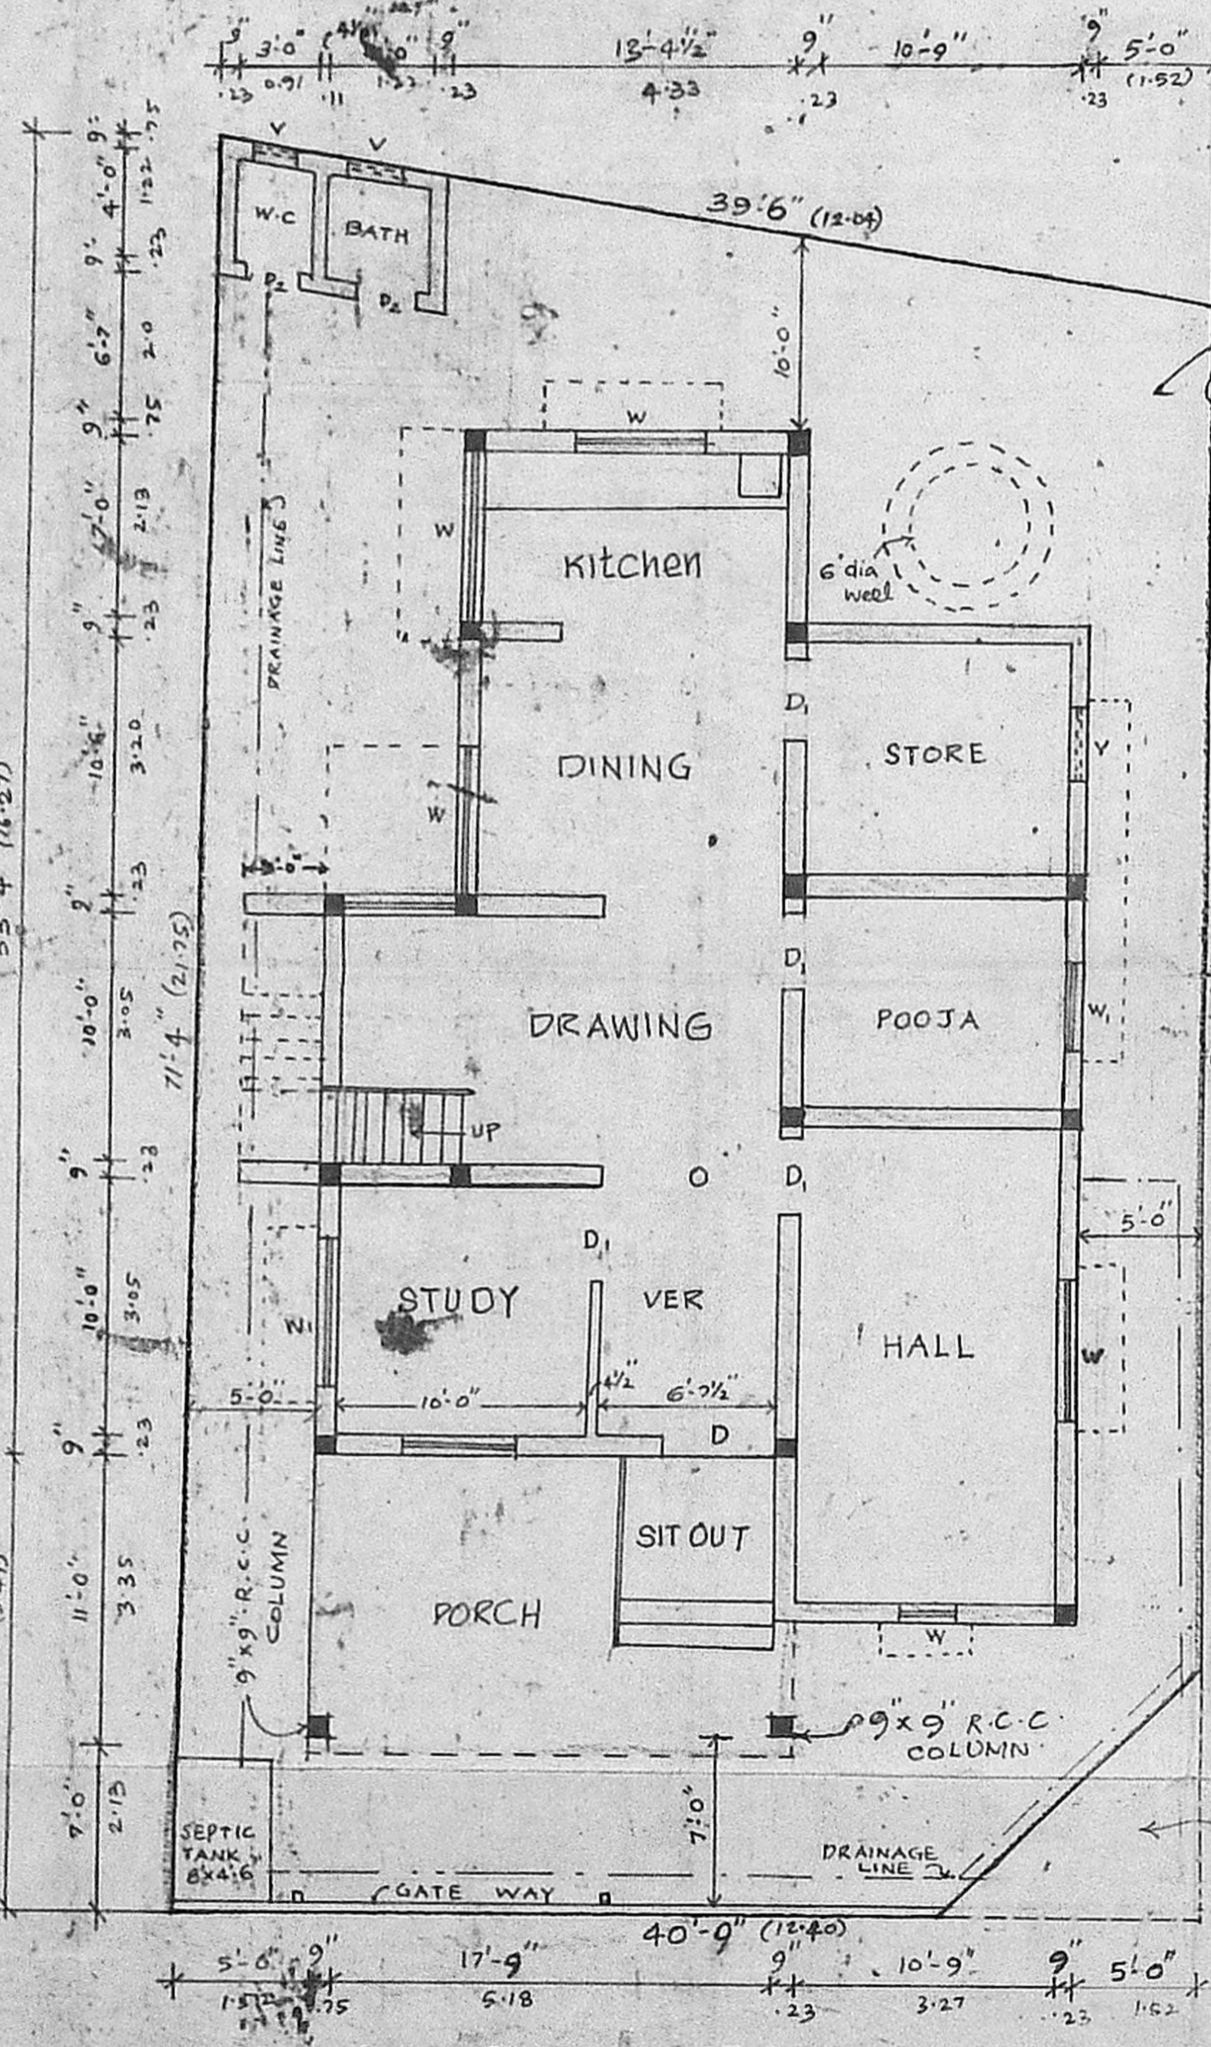 9" 3'-0" 9" 13'-4½" 9" 10'-9" 9" 5'-0"
.23 0.91 .11 1.22 .23 4.33 .23 .23 (1.52)
V V
W.C BATH
D2 D2
39'-6" (12.04)
10'-0"
9" .75
4'-0" 1.22
9" .23
6'-7" 2.0
9" .75
7'-0" 2.13
9" .23
10'-6" 3.20
9" .23
10'-0" 3.05
9" .23
10'-0" 3.05
9" .23
11'-0" 3.35
7'-0" 2.13
71'-4" (21.75)
DRAINAGE LINE
W
W
KitcHen
6' dia
well
D1
DINING STORE V
W
D1
DRAWING POOJA W1
UP
O D1
5'-0"
D1
STUDY VER
HALL
W
5'-0" 10'-0" 4½" 6'-7½"
D
SIT OUT
PORCH
W
9"x9" R.C.C.
COLUMN
9"x9" R.C.C.
COLUMN
7'-0"
SEPTIC
TANK
8'x4'6
DRAINAGE
LINE
GATE WAY
40'-9" (12.40)
9" 17'-9" 9" 10'-9" 9" 5'-0"
.75 5.18 .23 3.27 .23 1.52